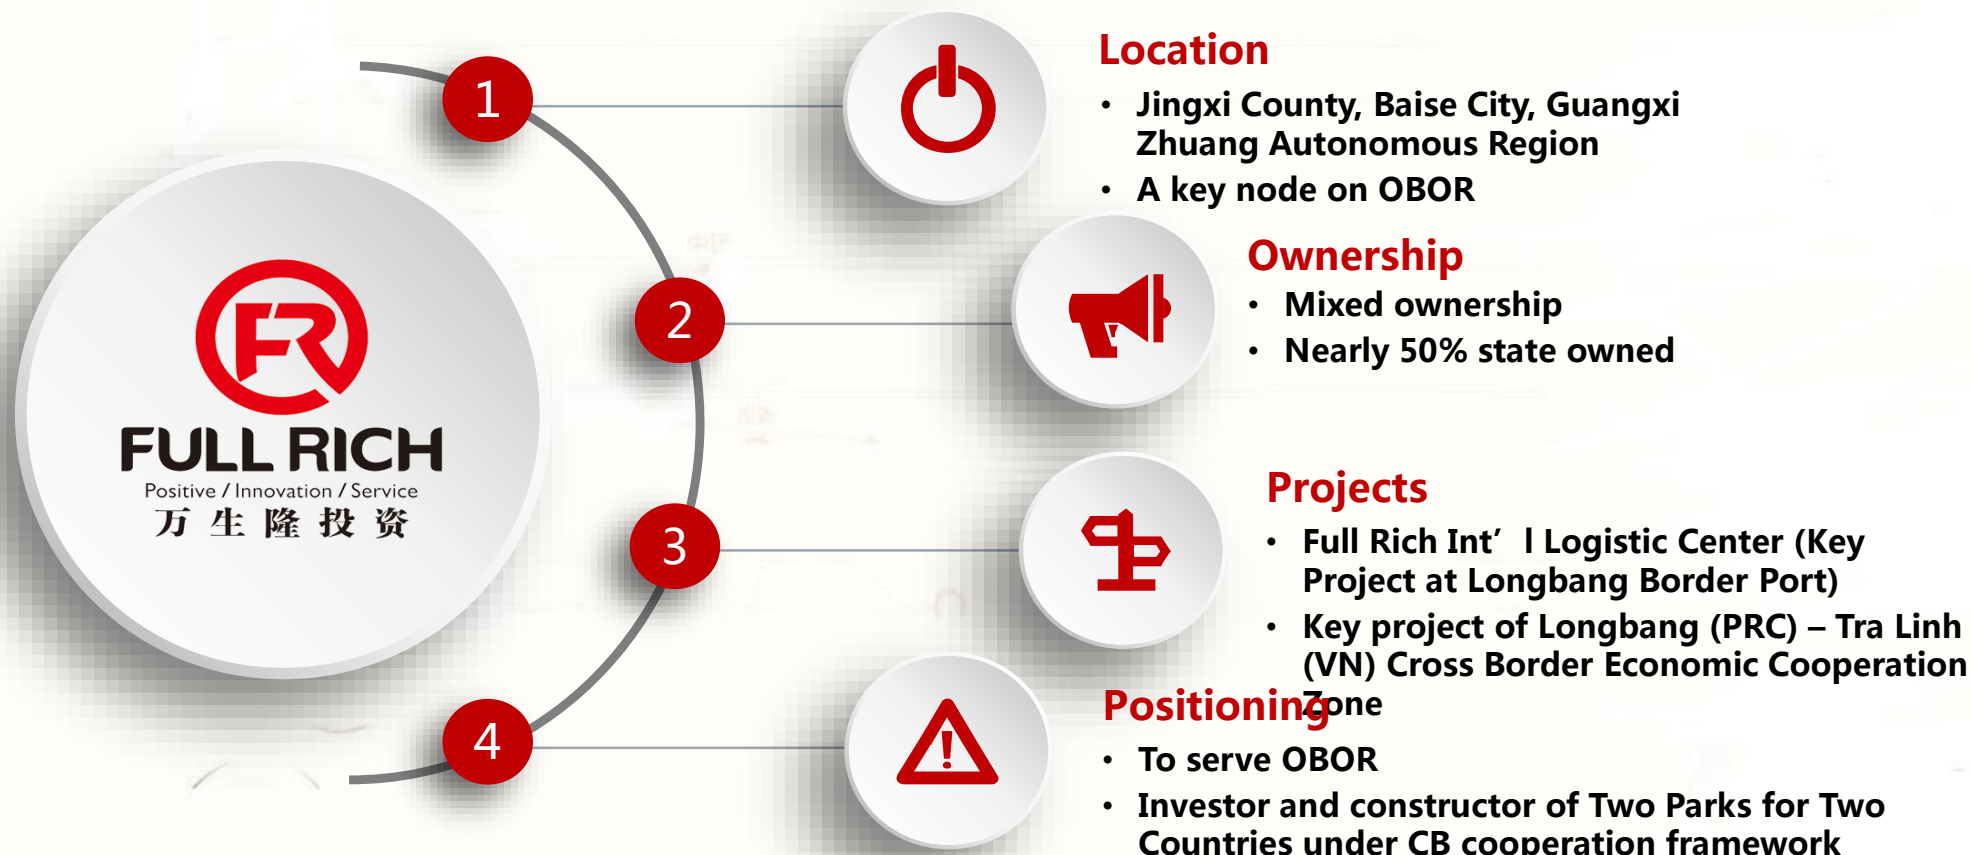 FR
FULL RICH
Positive / Innovation / Service
万生隆投资
1
Location
• Jingxi County, Baise City, Guangxi
Zhuang Autonomous Region
• A key node on OBOR
2
Ownership
• Mixed ownership
• Nearly 50% state owned
3
Projects
• Full Rich Int’ l Logistic Center (Key
Project at Longbang Border Port)
• Key project of Longbang (PRC) – Tra Linh
(VN) Cross Border Economic Cooperation
Zone
4
Positioning
• To serve OBOR
• Investor and constructor of Two Parks for Two
Countries under CB cooperation framework